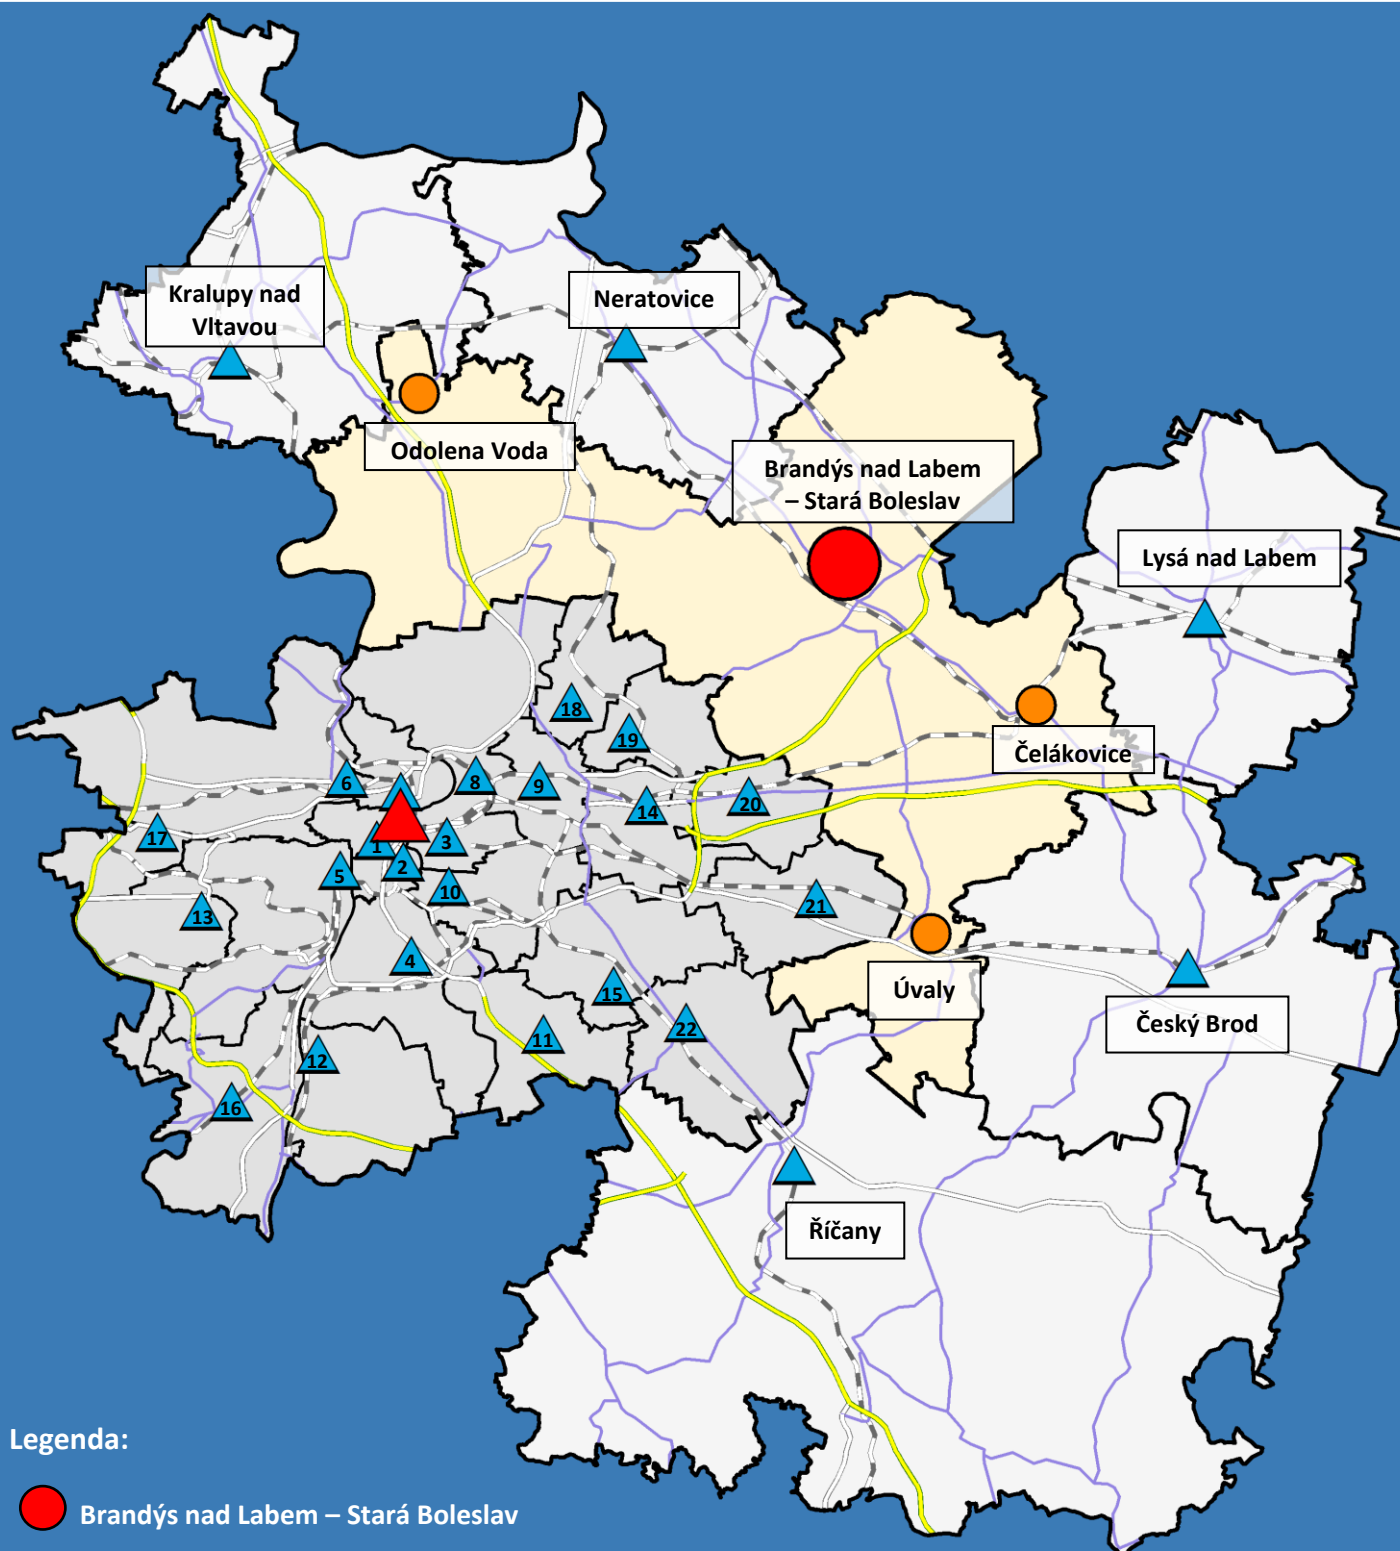 Kralupy nad
Vltavou
Neratovice
Odolena Voda
Brandýs nad Labem
– Stará Boleslav
Lysá nad Labem
18
19
Čelákovice
6
8
9
14
20
17
1
3
2
5
10
13
21
4
Úvaly
15
Český Brod
22
11
12
16
Říčany
Legenda:
Brandýs nad Labem – Stará Boleslav